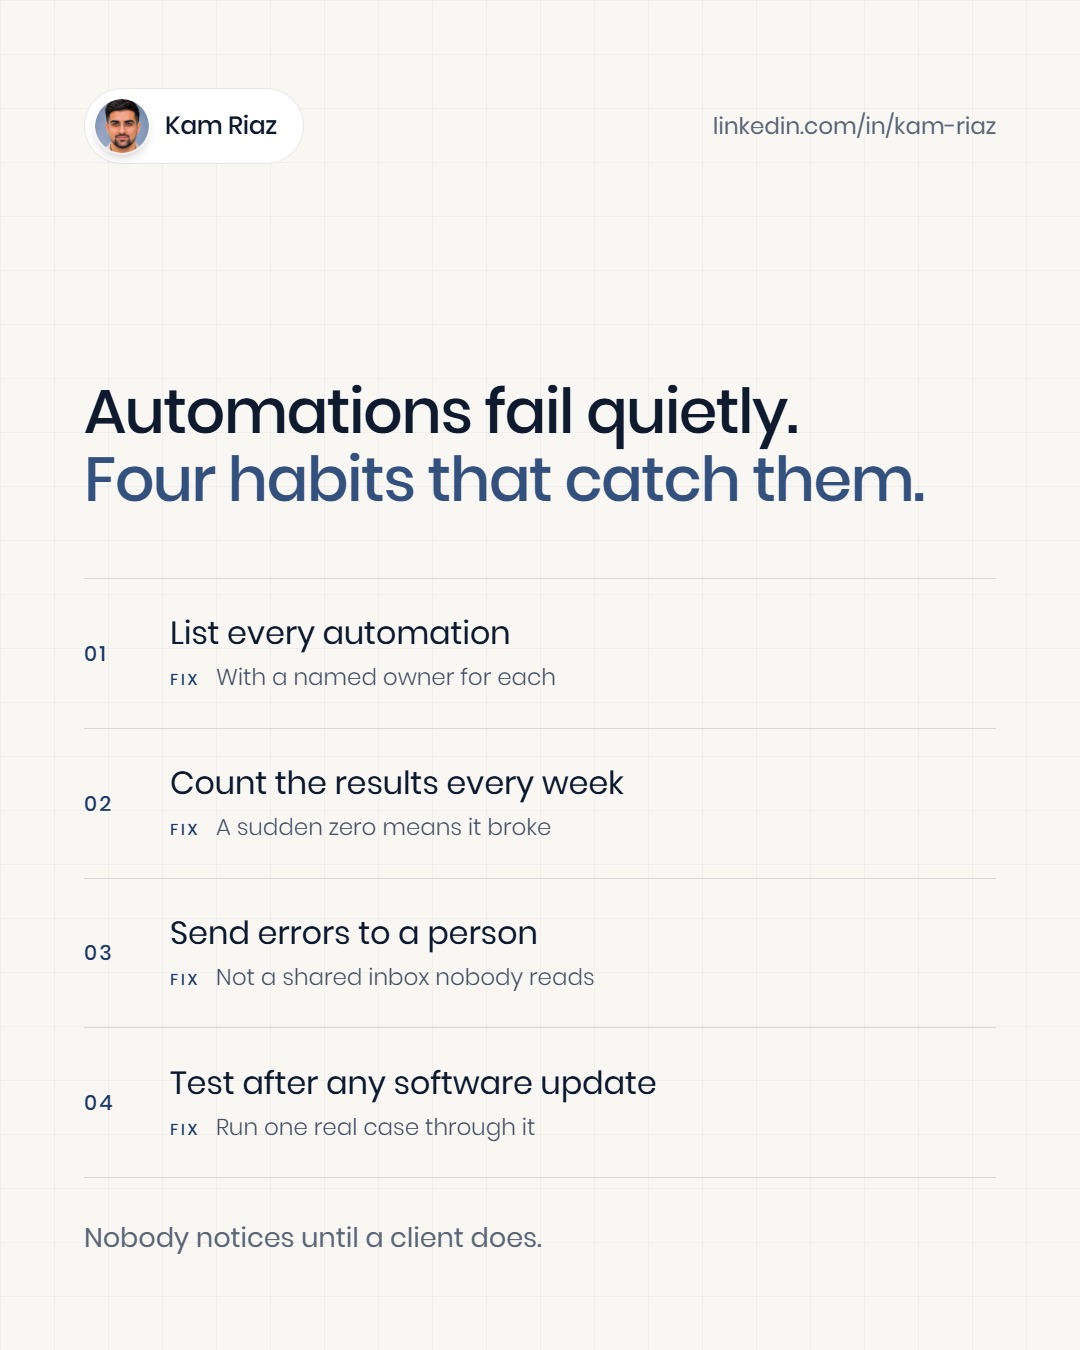 Kam Riaz
linkedin.com/in/kam-riaz
Automations fail quietly.
Four habits that catch them.
01
List every automation
FIX With a named owner for each
02
Count the results every week
FIX A sudden zero means it broke
03
Send errors to a person
FIX Not a shared inbox nobody reads
04
Test after any software update
FIX Run one real case through it
Nobody notices until a client does.